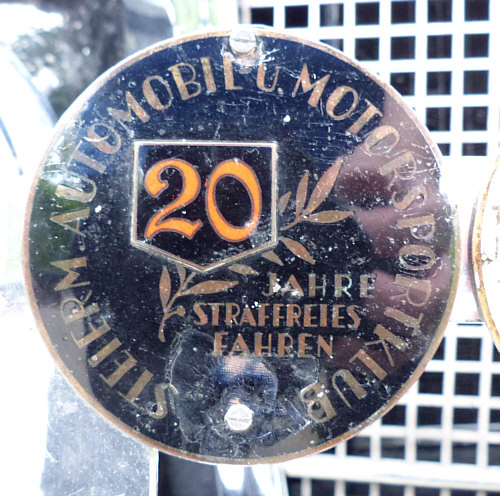 STEIERM. AUTOMOBIL U. MOTORSPORTKLUB
20
JAHRE
STRAFFREIES
FAHREN